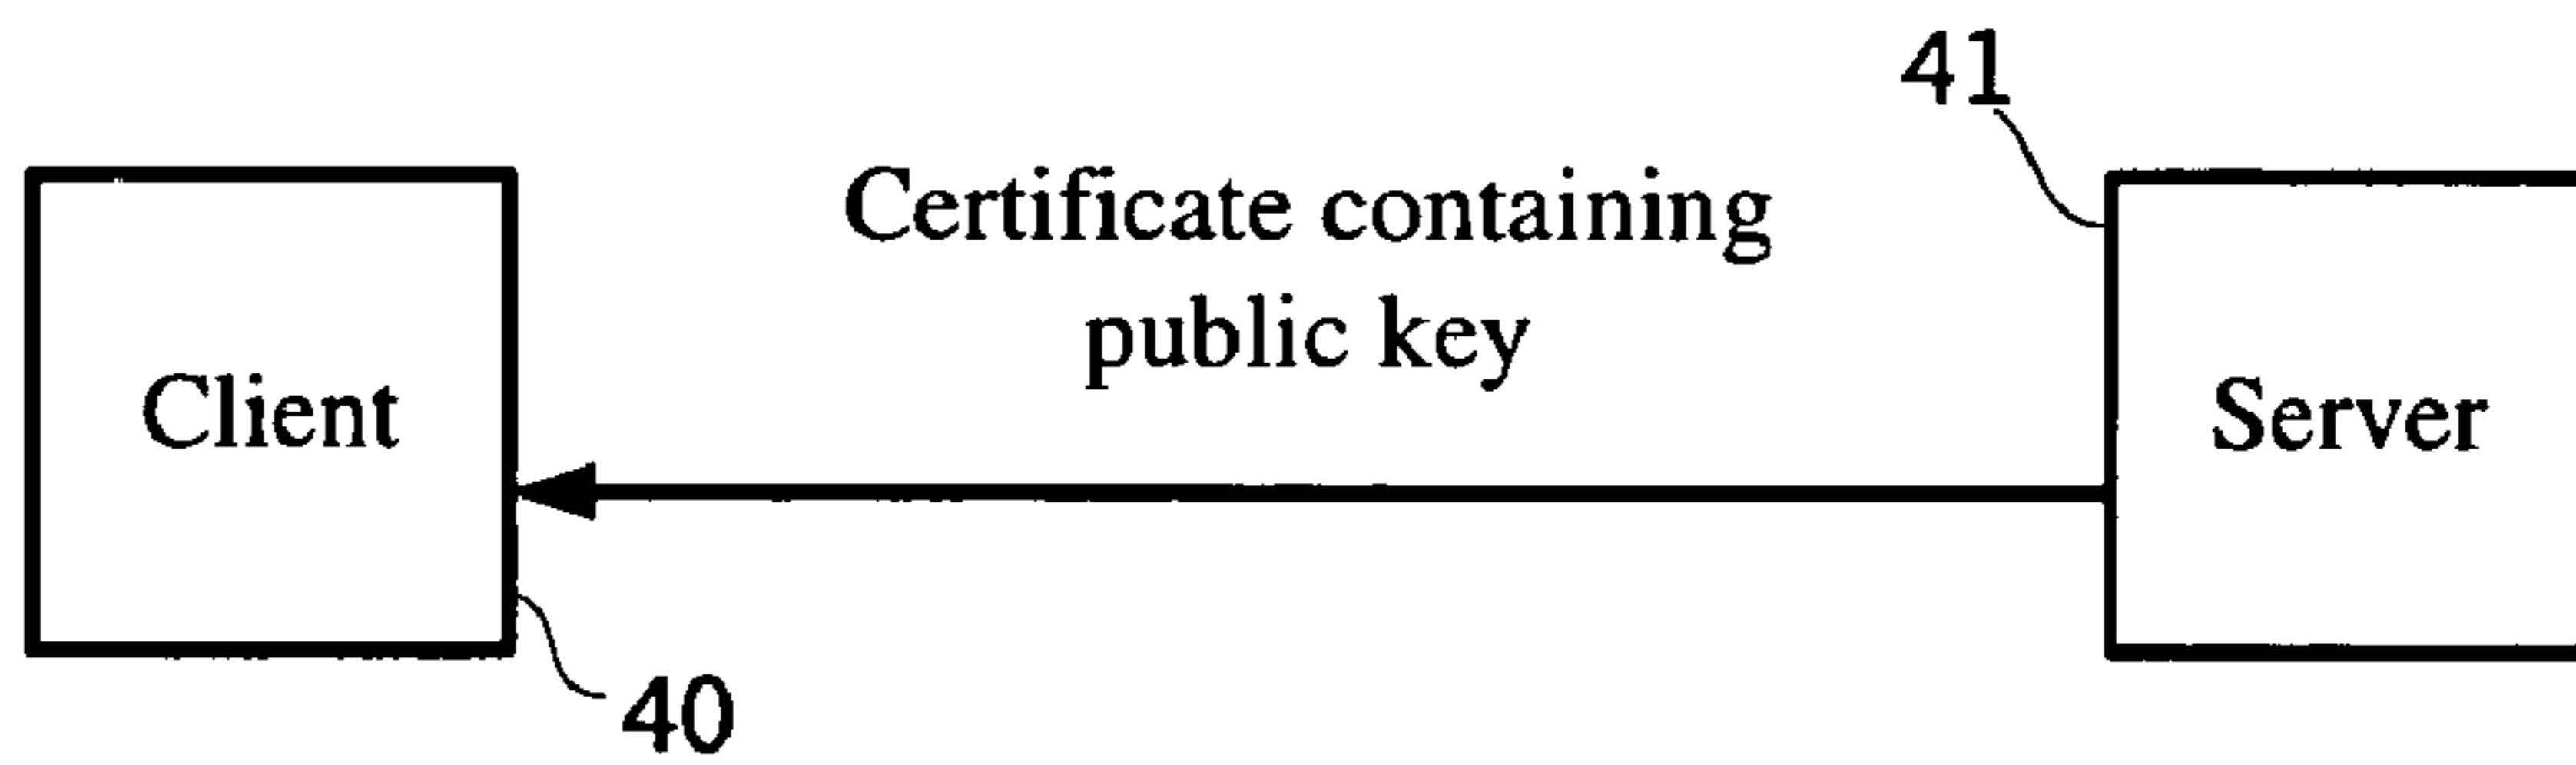 41
Certificate containing
public key
Client
Server
40